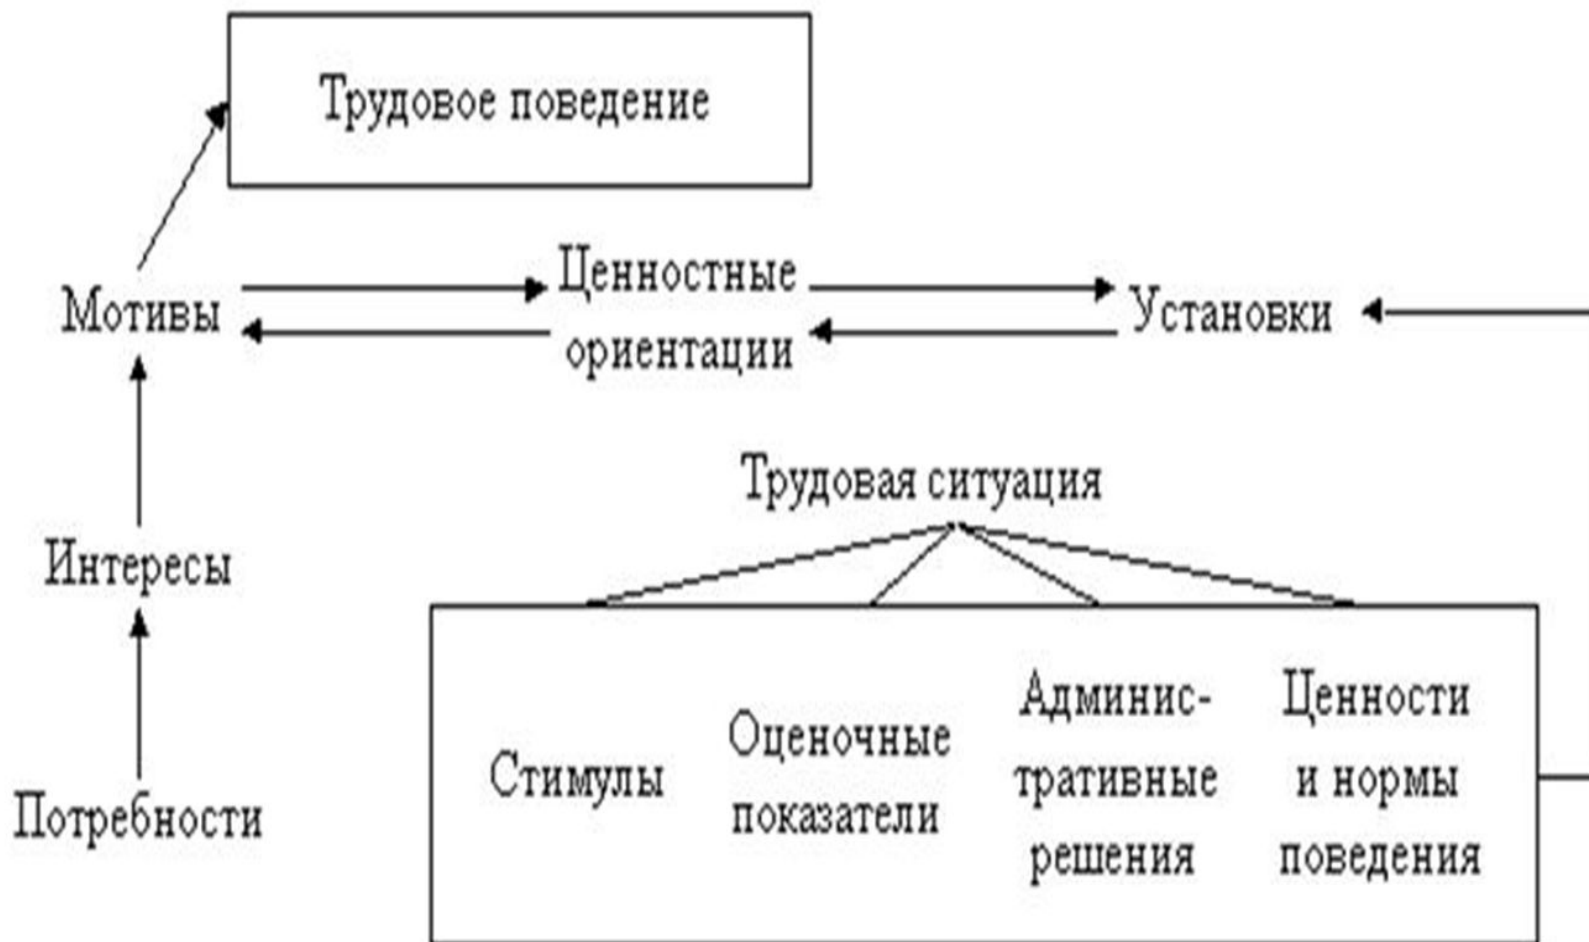 Трудовое поведение
Мотивы
Ценностные
ориентации
Установки
Трудовая ситуация
Интересы
Потребности
Стимулы
Оценочные
показатели
Админис-
тративные
решения
Ценности
и нормы
поведения